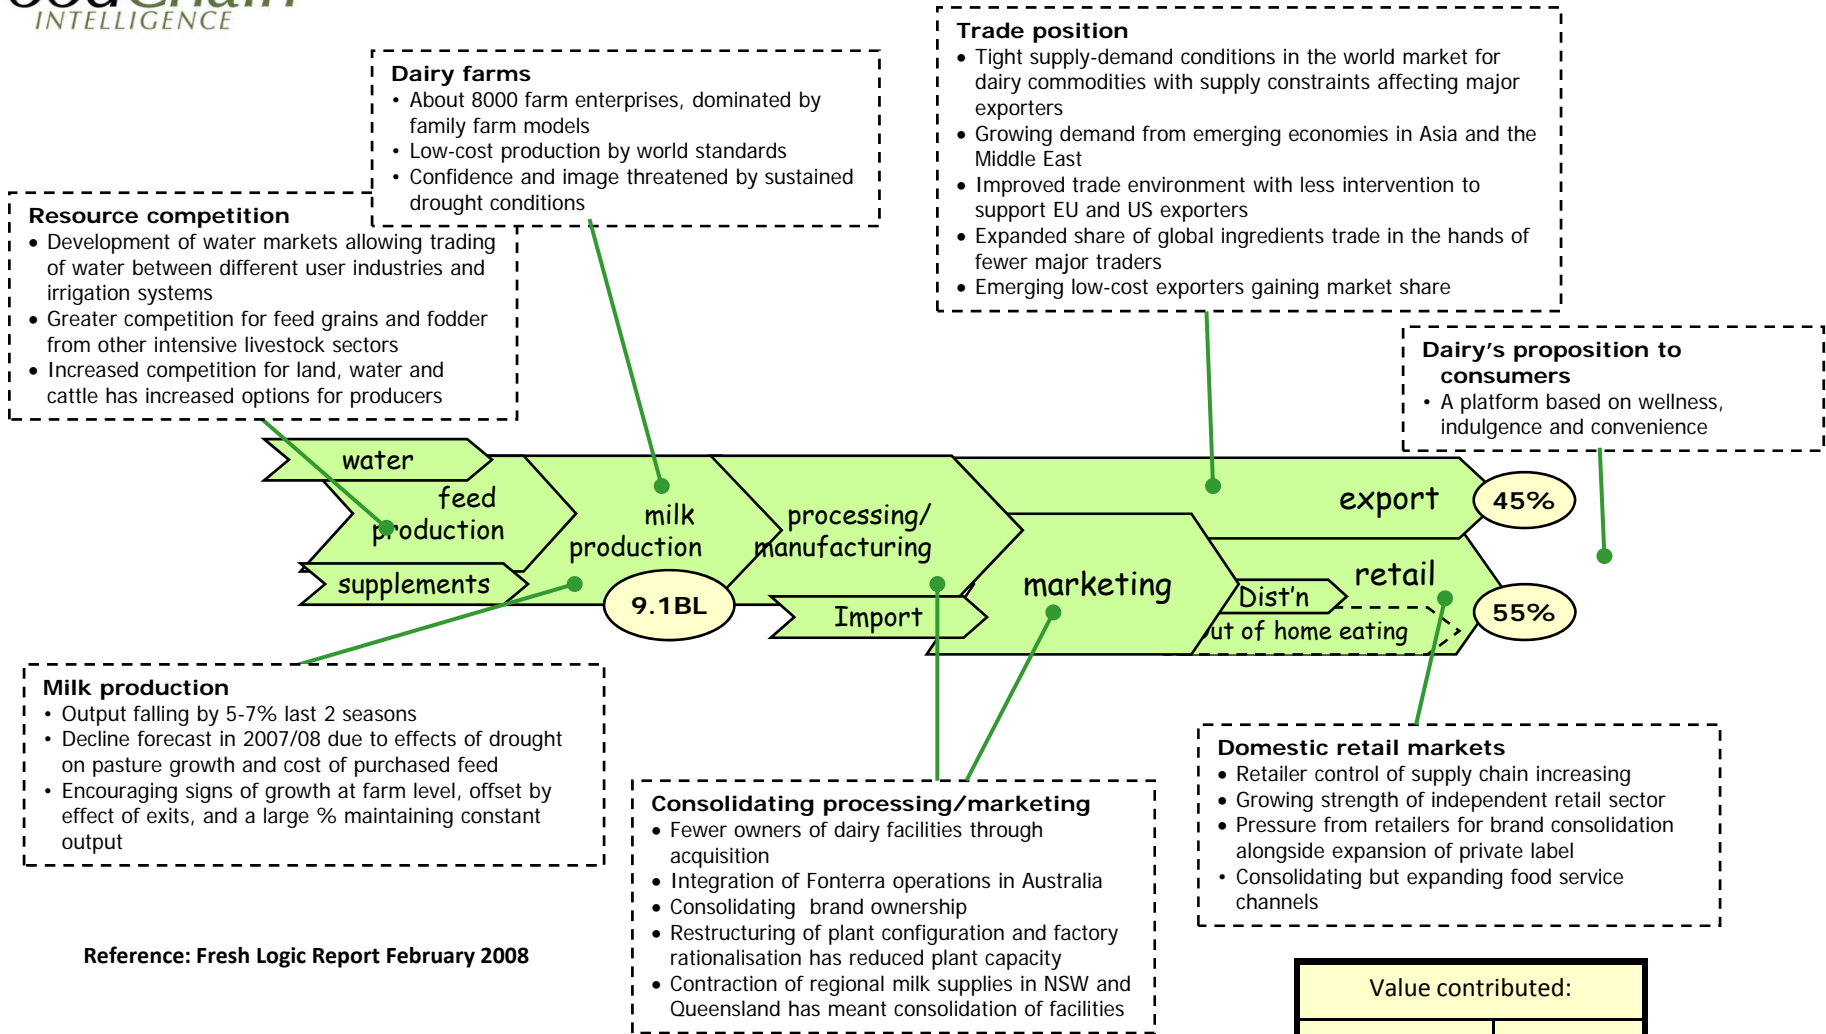 INTELLIGENCE
Dairy farms
• About 8000 farm enterprises, dominated by
family farm models
• Low-cost production by world standards
• Confidence and image threatened by sustained
drought conditions
Trade position
• Tight supply-demand conditions in the world market for
dairy commodities with supply constraints affecting major
exporters
• Growing demand from emerging economies in Asia and the
Middle East
• Improved trade environment with less intervention to
support EU and US exporters
• Expanded share of global ingredients trade in the hands of
fewer major traders
• Emerging low-cost exporters gaining market share
Resource competition
• Development of water markets allowing trading
of water between different user industries and
irrigation systems
• Greater competition for feed grains and fodder
from other intensive livestock sectors
• Increased competition for land, water and
cattle has increased options for producers
Dairy's proposition to
consumers
• A platform based on wellness,
indulgence and convenience
water
feed
production
supplements
milk
production
9.1BL
processing/
manufacturing
Import
marketing
export
45%
retail
Dist'n
out of home eating
55%
Milk production
• Output falling by 5-7% last 2 seasons
• Decline forecast in 2007/08 due to effects of drought
on pasture growth and cost of purchased feed
• Encouraging signs of growth at farm level, offset by
effect of exits, and a large % maintaining constant
output
Consolidating processing/marketing
• Fewer owners of dairy facilities through
acquisition
• Integration of Fonterra operations in Australia
• Consolidating brand ownership
• Restructuring of plant configuration and factory
rationalisation has reduced plant capacity
• Contraction of regional milk supplies in NSW and
Queensland has meant consolidation of facilities
Domestic retail markets
• Retailer control of supply chain increasing
• Growing strength of independent retail sector
• Pressure from retailers for brand consolidation
alongside expansion of private label
• Consolidating but expanding food service
channels
Reference: Fresh Logic Report February 2008
Value contributed: